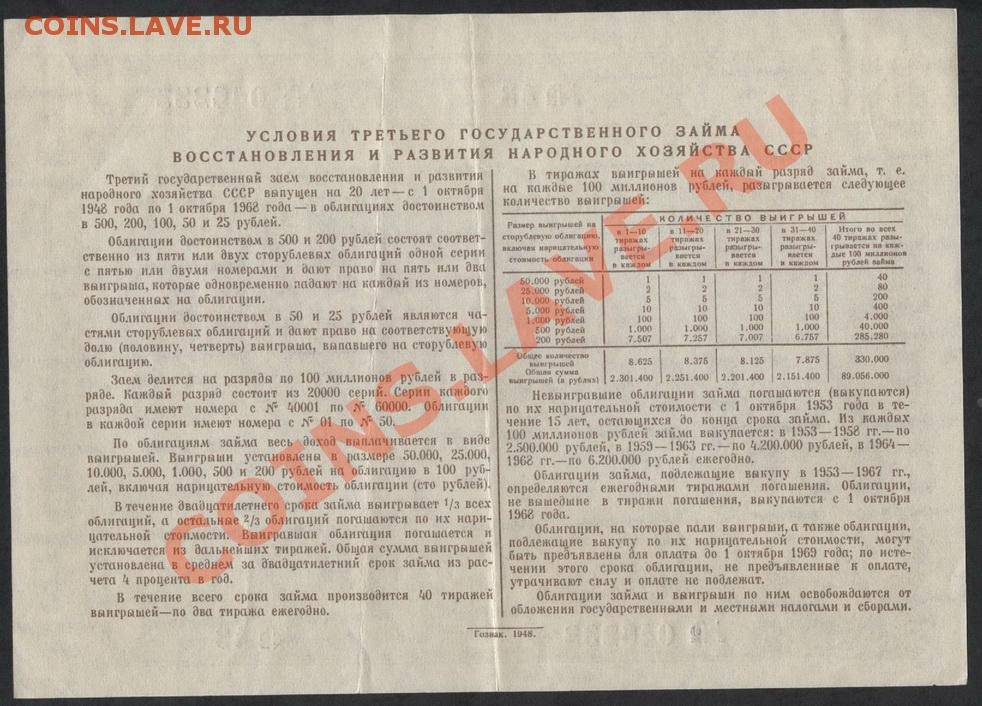 COINS.LAVE.RU
УСЛОВИЯ ТРЕТЬЕГО ГОСУДАРСТВЕННОГО ЗАЙМА
ВОССТАНОВЛЕНИЯ И РАЗВИТИЯ НАРОДНОГО ХОЗЯЙСТВА СССР
Третий государственный заем восстановления и развития
народного хозяйства СССР выпущен на 20 лет — с 1 октября
1948 года по 1 октября 1968 года — в облигациях достоинством
в 500, 200, 100, 50 и 25 рублей.
Облигации достоинством в 500 и 200 рублей состоят соответ-
ственно из пяти или двух сторублевых облигаций одной серии
с пятью или двумя номерами и дают право на пять или два
выигрыша, которые одновременно падают на каждый из номеров,
обозначенных на облигации.
Облигации достоинством в 50 и 25 рублей являются ча-
стями сторублевых облигаций и дают право на соответствующую
долю (половину, четверть) выигрыша, выпавшего на сторублевую
облигацию.
Заем делится на разряды по 100 миллионов рублей в раз-
ряде. Каждый разряд состоит из 20000 серий. Серии каждого
разряда имеют номера с № 40001 по № 60000. Облигации
в каждой серии имеют номера с № 01 по № 50.
По облигациям займа весь доход выплачивается в виде
выигрышей. Выигрыши установлены в размере 50.000, 25.000,
10.000, 5.000, 1.000, 500 и 200 рублей на облигацию в 100 руб-
лей, включая нарицательную стоимость облигации (сто рублей).
В течение двадцатилетнего срока займа выигрывает 1/3 всех
облигаций, а остальные 2/3 облигаций погашаются по их нари-
цательной стоимости. Выигравшая облигация погашается и
исключается из дальнейших тиражей. Общая сумма выигрышей
установлена в среднем за двадцатилетний срок займа из рас-
чета 4 процента в год.
В течение всего срока займа производится 40 тиражей
выигрышей—по два тиража ежегодно.
В тиражах выигрышей на каждый разряд займа, т. е.
на каждые 100 миллионов рублей, разыгрывается следующее
количество выигрышей:
Размер выигрышей на сторублевую облигацию, включая нарицательную стоимость облигации
КОЛИЧЕСТВО ВЫИГРЫШЕЙ
в 1—10 тиражах разыгры- вается в каждом
в 11—20 тиражах разыгры- вается в каждом
в 21—30 тиражах разыгры- вается в каждом
в 31—40 тиражах разыгры- вается в каждом
Итого во всех 40 тиражах разы- грывается на каж- дые 100 миллионов рублей займа
50.000 рублей 1 1 1 1 40
25.000 рублей 2 2 2 2 80
10.000 рублей 5 5 5 5 200
5.000 рублей 10 10 10 10 400
1.000 рублей 100 100 100 100 4.000
500 рублей 1.000 1.000 1.000 1.000 40.000
200 рублей 7.507 7.257 7.007 6.757 285.280
Общее количество выигрышей 8.625 8.375 8.125 7.875 330.000
Общая сумма выигрышей (в рублях) 2.301.400 2.251.400 2.201.400 2.151.400 89.056.000
Невыигравшие облигации займа погашаются (выкупаются)
по их нарицательной стоимости с 1 октября 1953 года в те-
чение 15 лет, остающихся до конца срока займа. Из каждых
100 миллионов рублей займа выкупается: в 1953—1958 гг.—по
2.500.000 рублей, в 1959—1963 гг.—по 4.200.000 рублей, в 1964—
1968 гг.—по 6.200.000 рублей ежегодно.
Облигации займа, подлежащие выкупу в 1953—1967 гг.,
определяются ежегодными тиражами погашения. Облигации,
не вышедшие в тиражи погашения, выкупаются с 1 октября
1968 года.
Облигации, на которые пали выигрыши, а также облигации,
подлежащие выкупу по их нарицательной стоимости, могут
быть предъявлены для оплаты до 1 октября 1969 года; по исте-
чении этого срока облигации, не предъявленные к оплате,
утрачивают силу и оплате не подлежат.
Облигации займа и выигрыши по ним освобождаются от
обложения государственными и местными налогами и сборами.
Гознак. 1948.
COINS.LAVE.RU